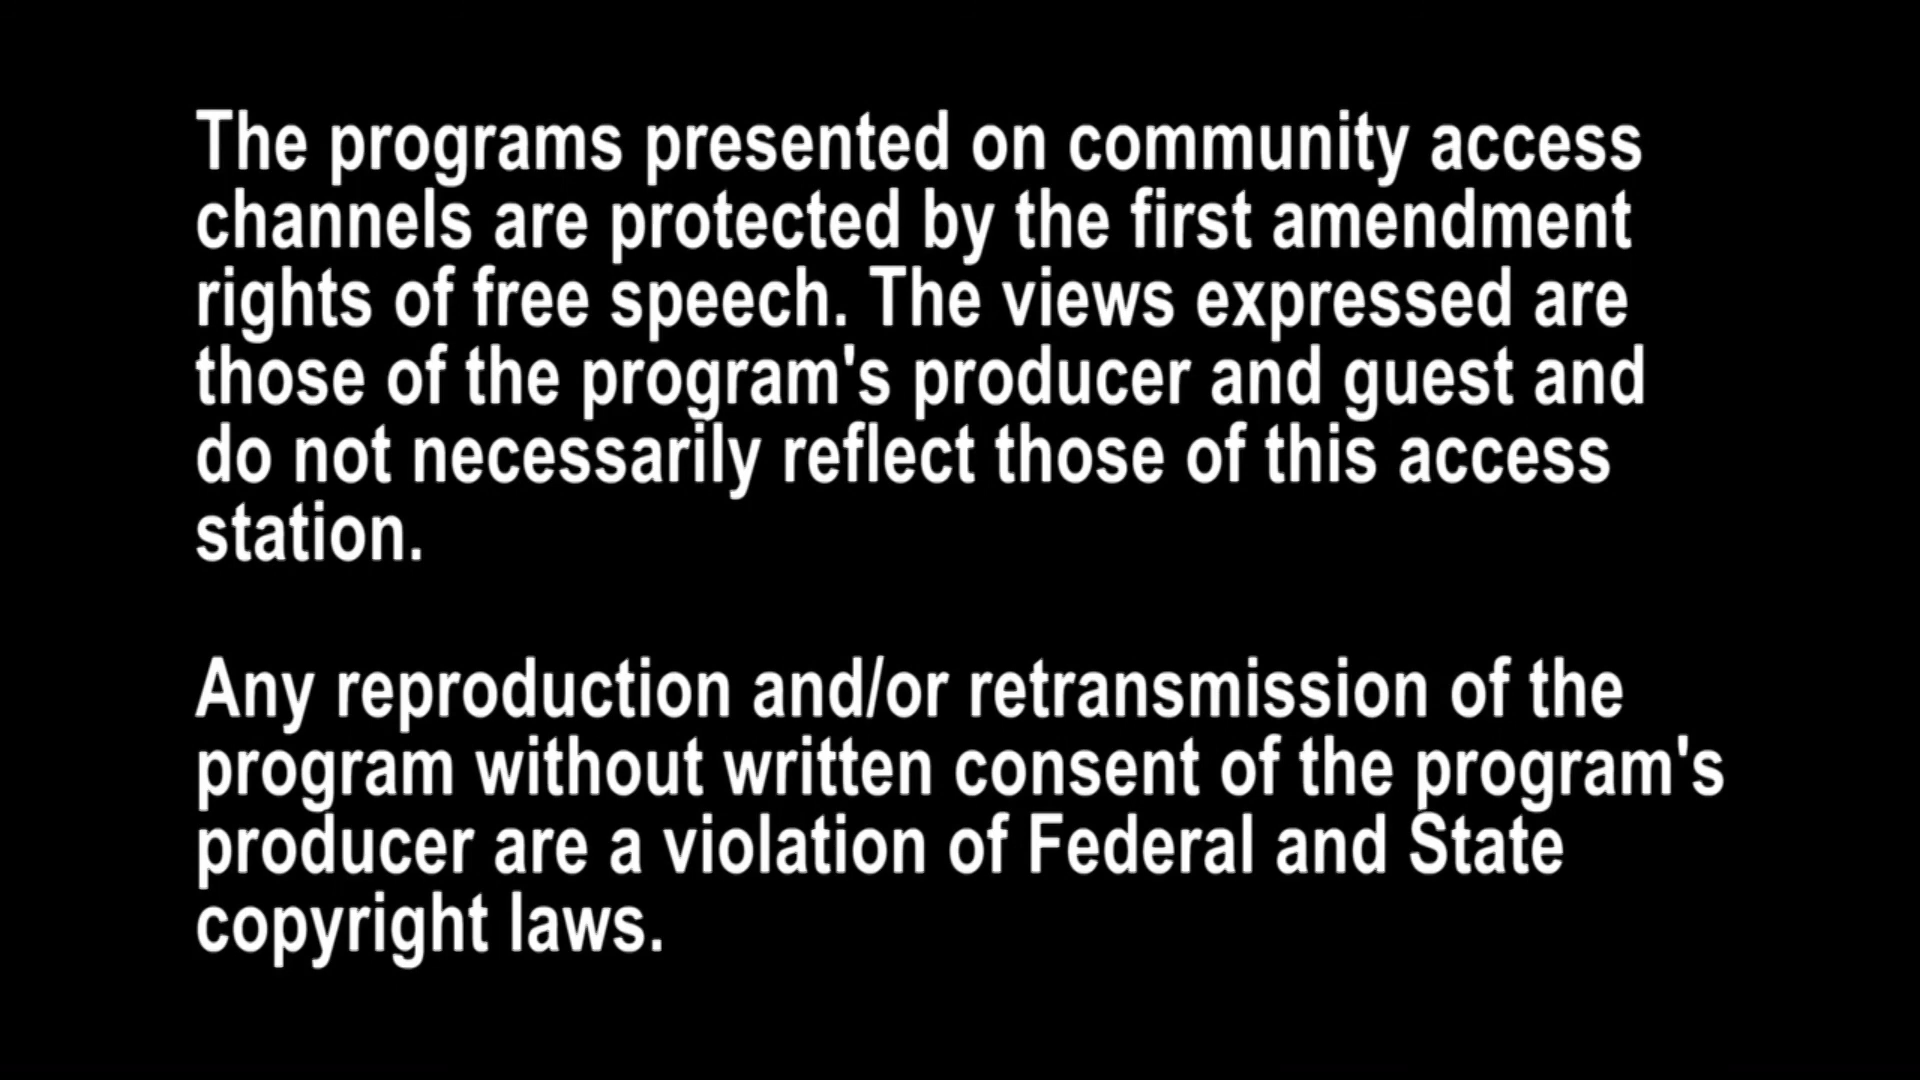 The programs presented on community access
channels are protected by the first amendment
rights of free speech. The views expressed are
those of the program's producer and guest and
do not necessarily reflect those of this access
station.
Any reproduction and/or retransmission of the
program without written consent of the program's
producer are a violation of Federal and State
copyright laws.